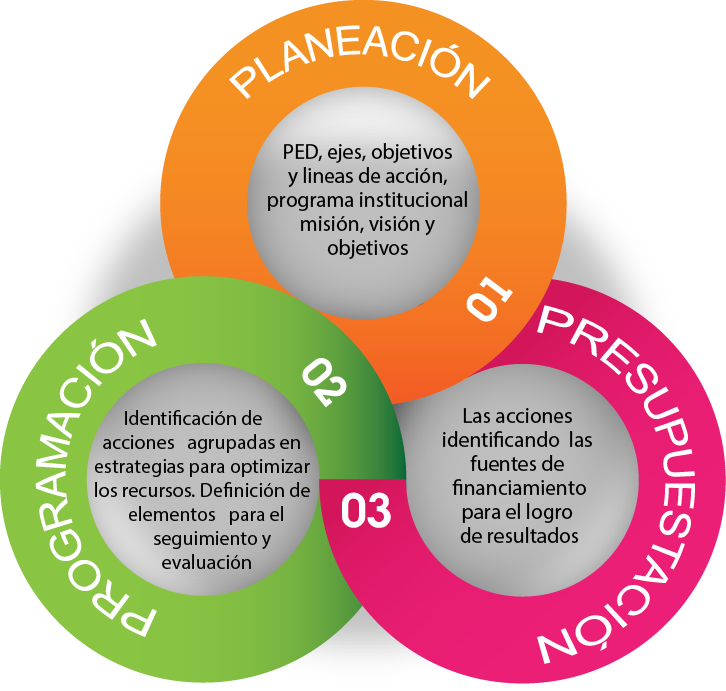 PLANEACIÓN
PED, ejes, objetivos
y lineas de acción,
programa institucional
misión, visión y
objetivos
01
PROGRAMACIÓN
02
Identificación de
acciones agrupadas en
estrategias para optimizar
los recursos. Definición de
elementos para el
seguimiento y
evaluación
PRESUPUESTACIÓN
03
Las acciones
identificando las
fuentes de
financiamiento
para el logro
de resultados